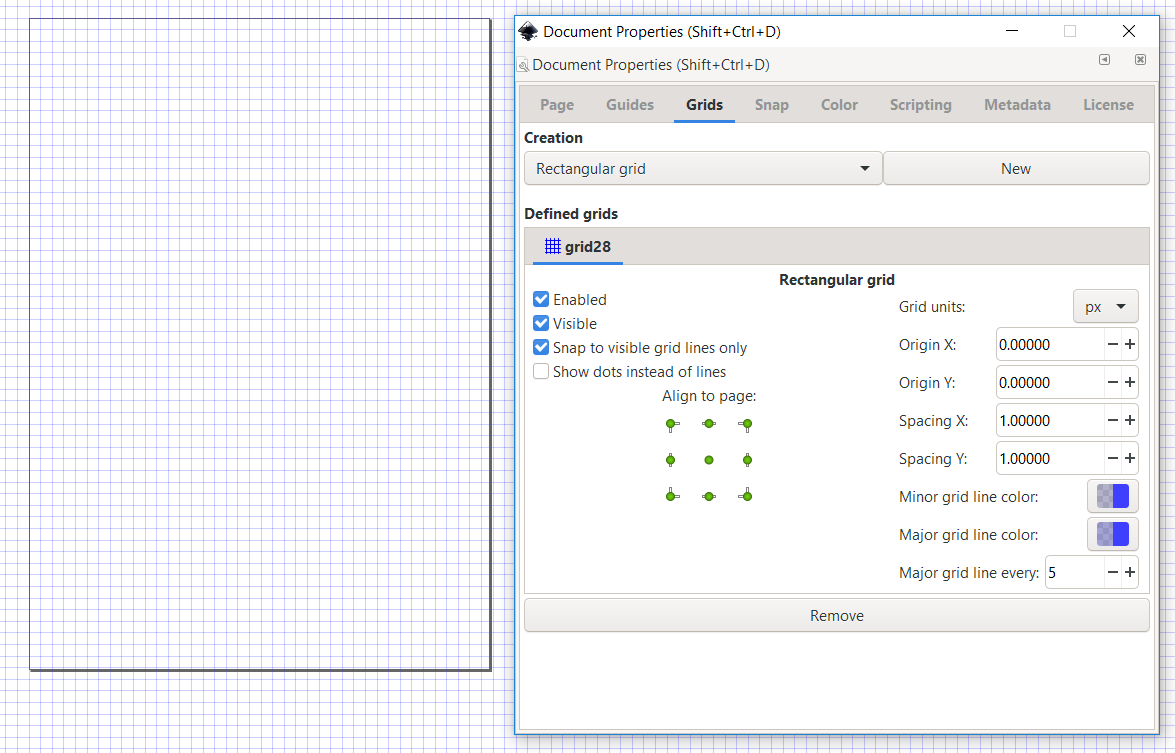 Document Properties (Shift+Ctrl+D)
Document Properties (Shift+Ctrl+D)
Page Guides Grids Snap Color Scripting Metadata License
Creation
Rectangular grid New
Defined grids
grid28
Rectangular grid
Enabled
Visible
Snap to visible grid lines only
Show dots instead of lines
Align to page:
Grid units: px
Origin X: 0.00000
Origin Y: 0.00000
Spacing X: 1.00000
Spacing Y: 1.00000
Minor grid line color:
Major grid line color:
Major grid line every: 5
Remove